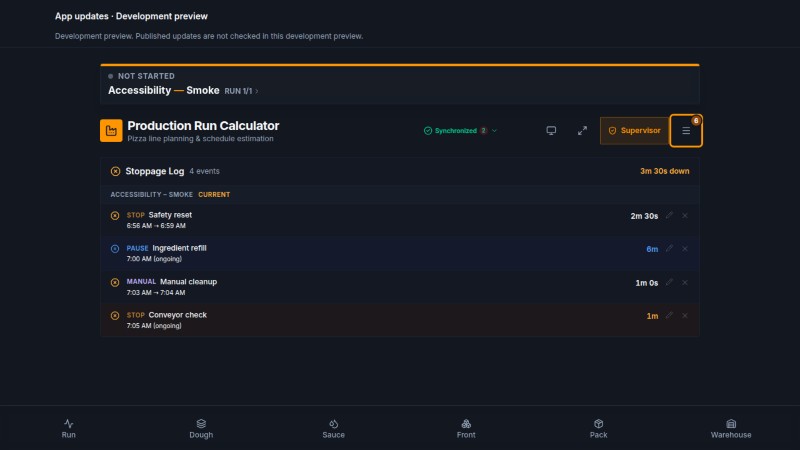 App updates · Development preview
Development preview. Published updates are not checked in this development preview.
NOT STARTED
Accessibility — Smoke RUN 1/1 ›
Production Run Calculator
Pizza line planning & schedule estimation
Synchronized 2
Supervisor
6
Stoppage Log 4 events
3m 30s down
ACCESSIBILITY – SMOKE CURRENT
STOP Safety reset
6:56 AM → 6:59 AM
2m 30s
PAUSE Ingredient refill
7:00 AM (ongoing)
6m
MANUAL Manual cleanup
7:03 AM → 7:04 AM
1m 0s
STOP Conveyor check
7:05 AM (ongoing)
1m
Run
Dough
Sauce
Front
Pack
Warehouse